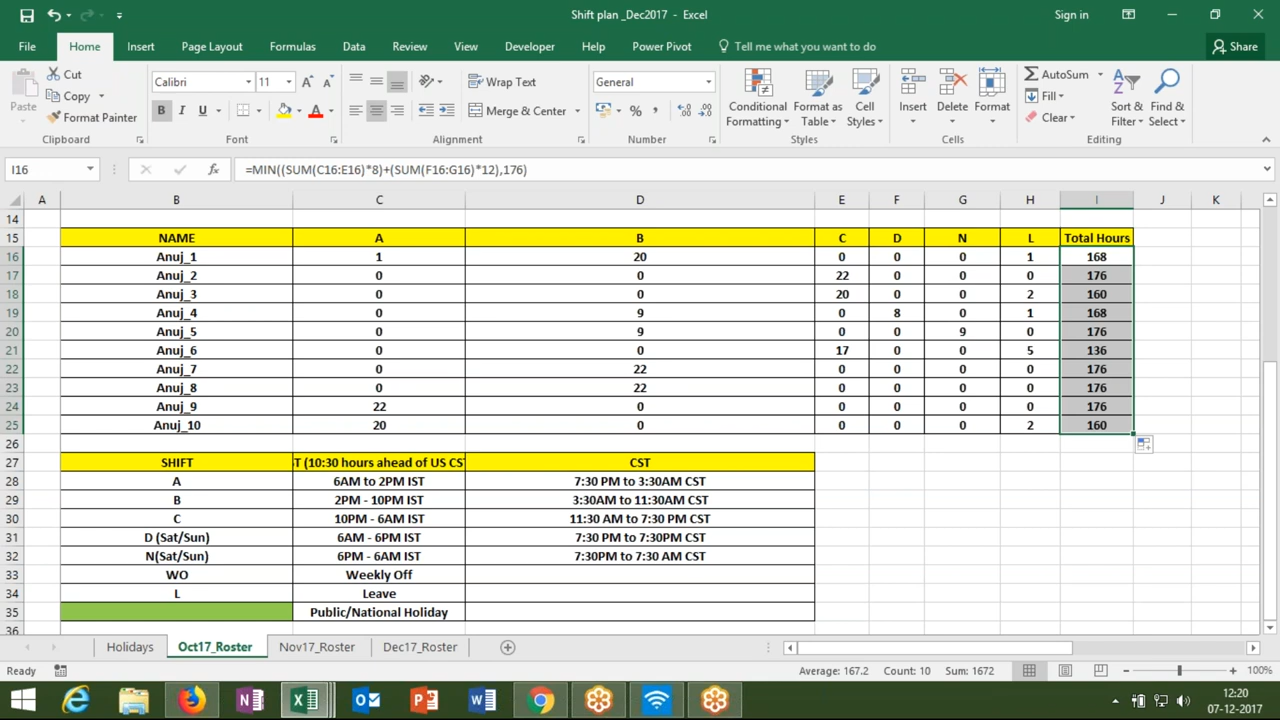 Shift plan _Dec2017 - Excel
Sign in
File Home Insert Page Layout Formulas Data Review View Developer Help Power Pivot Tell me what you want to do Share
Paste
Cut
Copy
Format Painter
Clipboard
Calibri 11
B I U
Font
Wrap Text
Merge & Center
Alignment
General
Number
Conditional Formatting
Format as Table
Cell Styles
Styles
Insert Delete Format
Cells
AutoSum
Fill
Clear
Sort & Filter
Find & Select
Editing
I16 fx =MIN((SUM(C16:E16)*8)+(SUM(F16:G16)*12),176)
A B C D E F G H I J K
14
15 NAME A B C D N L Total Hours
16 Anuj_1 1 20 0 0 0 1 168
17 Anuj_2 0 0 22 0 0 0 176
18 Anuj_3 0 0 20 0 0 2 160
19 Anuj_4 0 9 0 8 0 1 168
20 Anuj_5 0 9 0 0 9 0 176
21 Anuj_6 0 0 17 0 0 5 136
22 Anuj_7 0 22 0 0 0 0 176
23 Anuj_8 0 22 0 0 0 0 176
24 Anuj_9 22 0 0 0 0 0 176
25 Anuj_10 20 0 0 0 0 2 160
26
27 SHIFT T (10:30 hours ahead of US CST CST
28 A 6AM to 2PM IST 7:30 PM to 3:30AM CST
29 B 2PM - 10PM IST 3:30AM to 11:30AM CST
30 C 10PM - 6AM IST 11:30 AM to 7:30 PM CST
31 D (Sat/Sun) 6AM - 6PM IST 7:30 PM to 7:30PM CST
32 N(Sat/Sun) 6PM - 6AM IST 7:30PM to 7:30 AM CST
33 WO Weekly Off
34 L Leave
35 Public/National Holiday
36
Holidays Oct17_Roster Nov17_Roster Dec17_Roster
Ready Average: 167.2 Count: 10 Sum: 1672 100%
12:20
07-12-2017